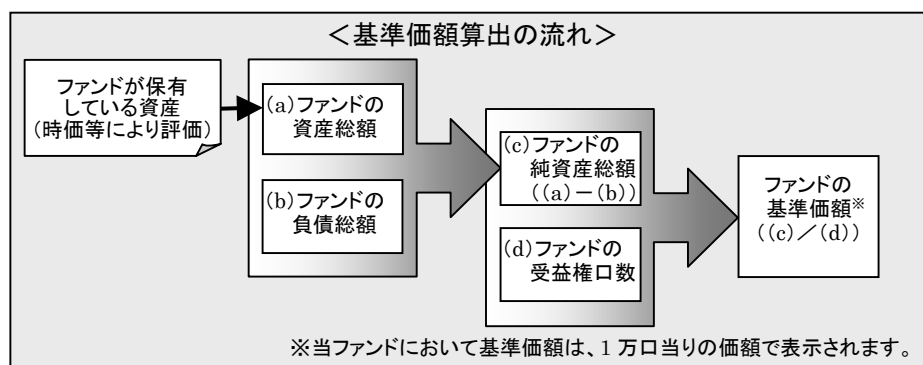 <基準価額算出の流れ>
ファンドが保有
している資産
(時価等により評価)
(a)ファンドの
資産総額
(b)ファンドの
負債総額
(c)ファンドの
純資産総額
((a)-(b))
(d)ファンドの
受益権口数
ファンドの
基準価額※
((c)/(d))
※当ファンドにおいて基準価額は、1万口当りの価額で表示されます。